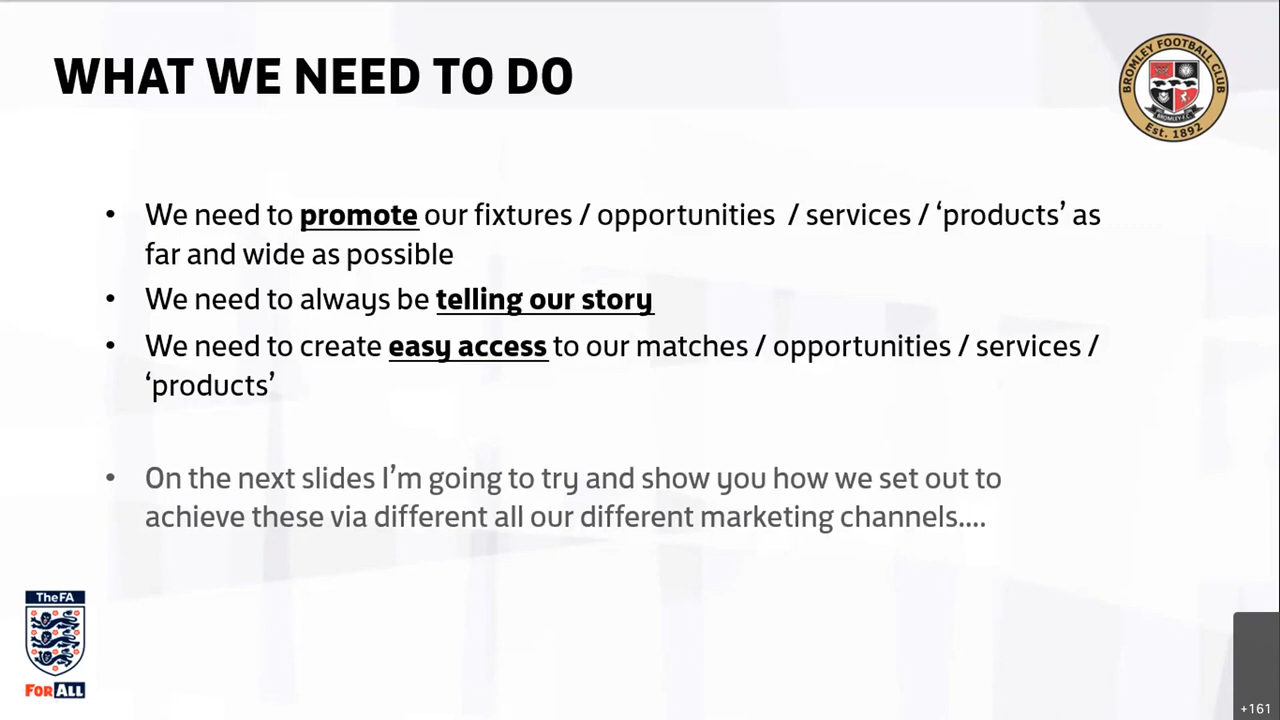 WHAT WE NEED TO DO
BROMLEY FOOTBALL CLUB
BROMLEY F.C.
Est. 1892
• We need to promote our fixtures / opportunities / services / ‘products’ as
far and wide as possible
• We need to always be telling our story
• We need to create easy access to our matches / opportunities / services /
‘products’
• On the next slides I’m going to try and show you how we set out to
achieve these via different all our different marketing channels....
The FA
FOR ALL
+161